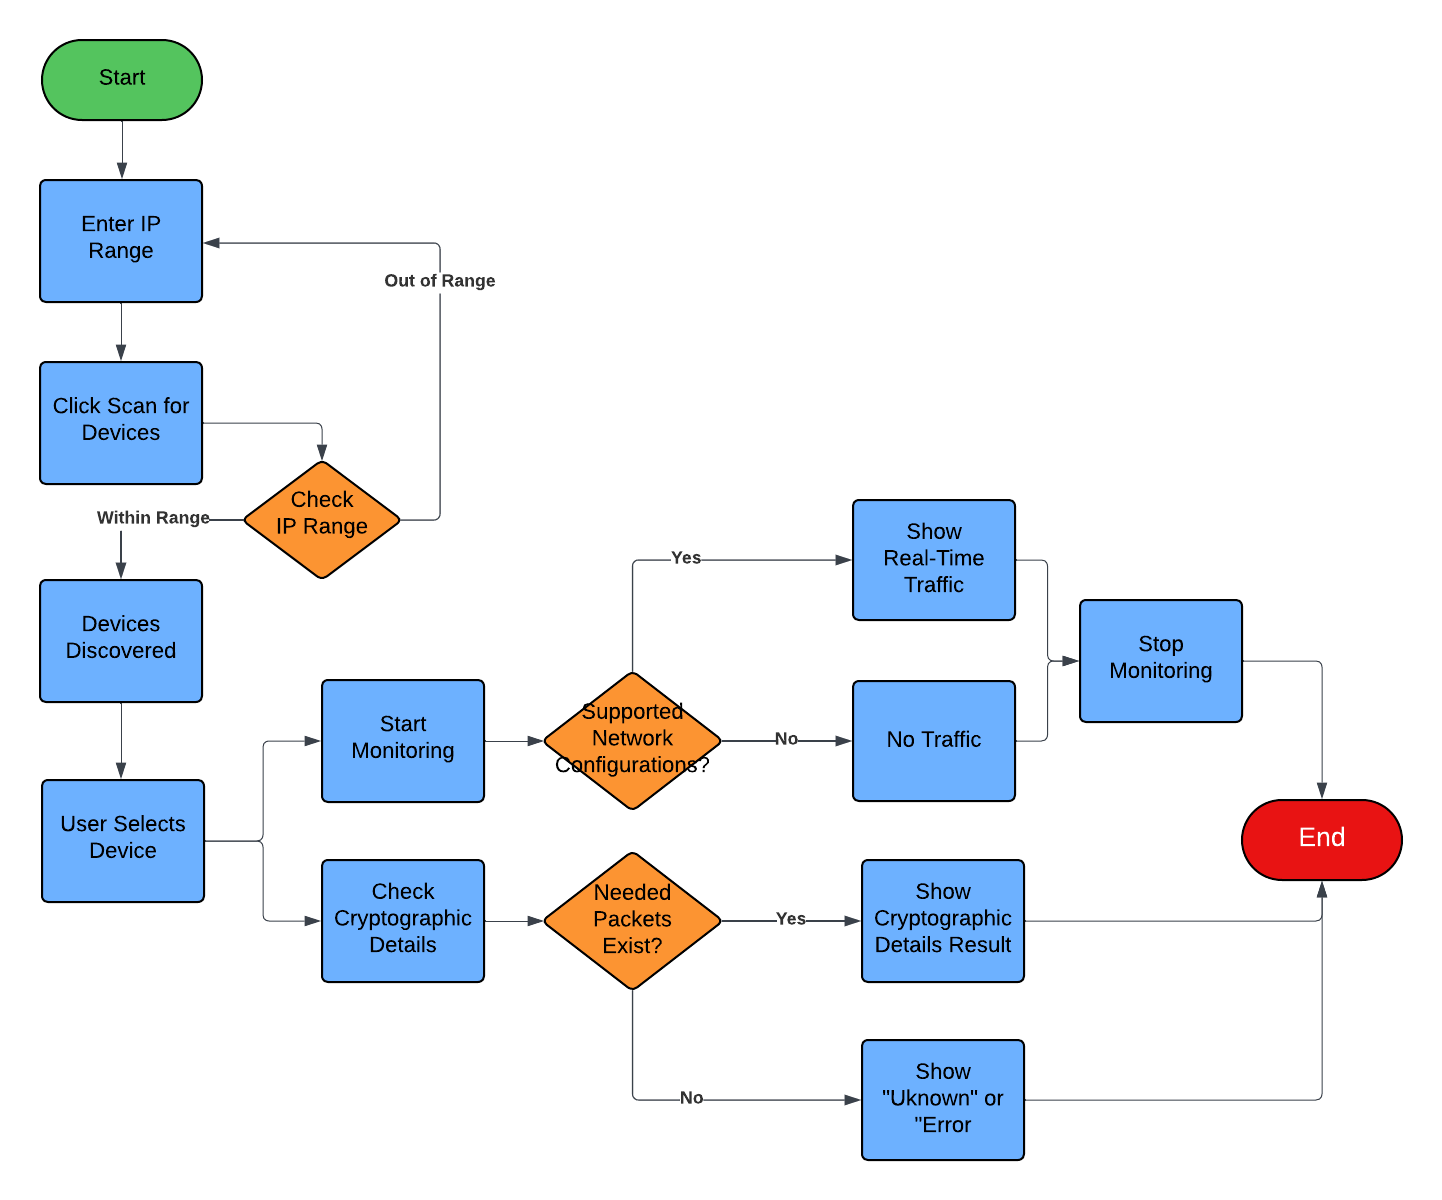 Start
Enter IP
Range
Out of Range
Click Scan for
Devices
Check
IP Range
Within Range
Devices
Discovered
User Selects
Device
Start
Monitoring
Supported
Network
Configurations?
Yes
Show
Real-Time
Traffic
No
No Traffic
Stop
Monitoring
Check
Cryptographic
Details
Needed
Packets
Exist?
Yes
Show
Cryptographic
Details Result
No
Show
"Uknown" or
"Error
End